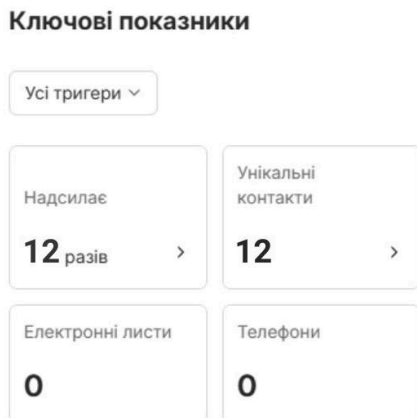 Ключові показники
Усі тригери
Надсилає
12 разів
Унікальні
контакти
12
Електронні листи
0
Телефони
0